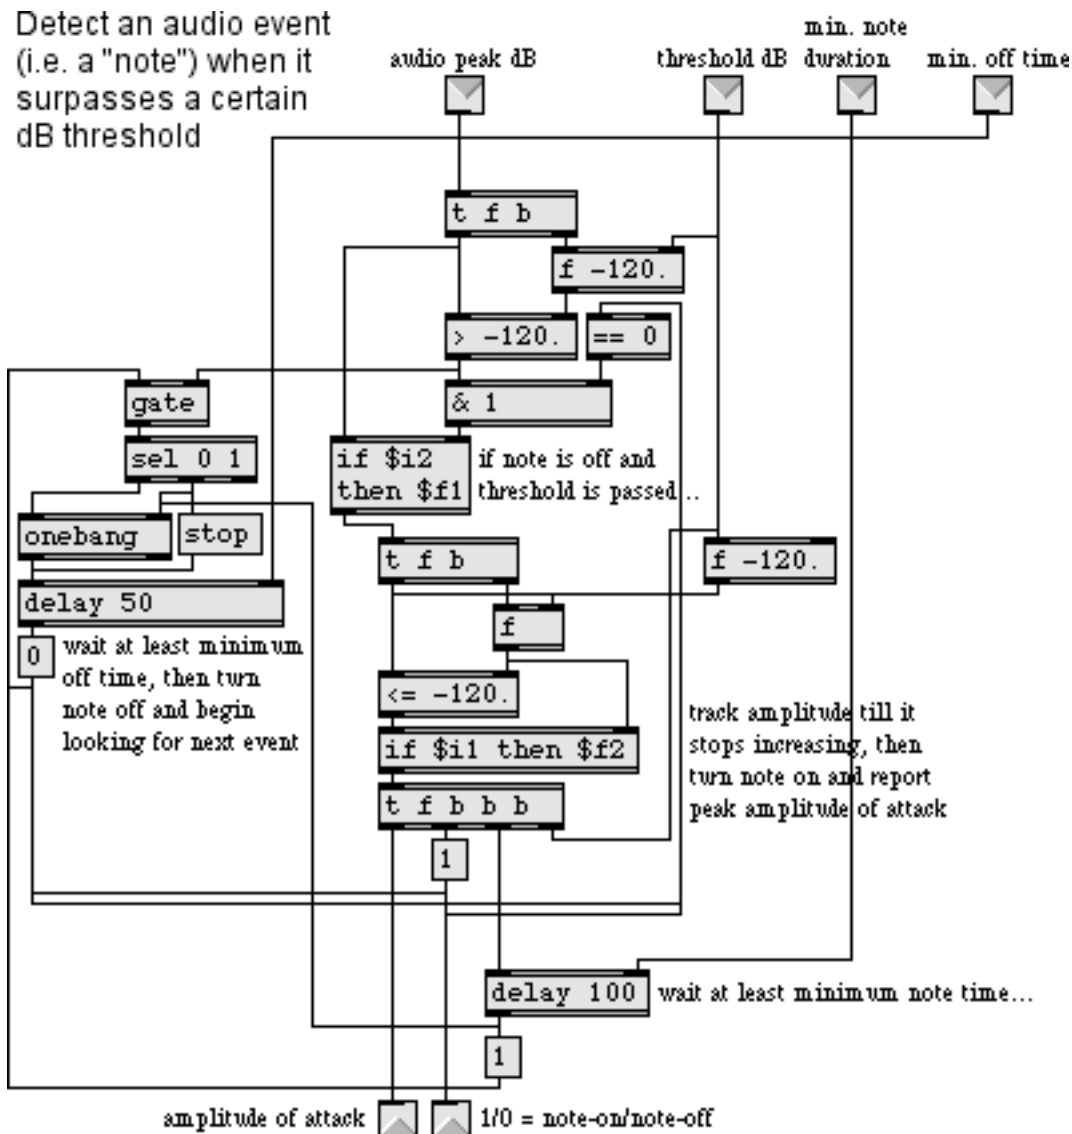 Detect an audio event
(i.e. a "note") when it
surpasses a certain
dB threshold
audio peak dB
threshold dB
min. note
duration
min. off time
t f b
f -120.
> -120.
== 0
gate
& 1
sel 0 1
if $i2
then $f1
if note is off and
threshold is passed...
onebang
stop
t f b
f -120.
delay 50
f
0
wait at least minimum
off time, then turn
note off and begin
looking for next event
<= -120.
if $i1 then $f2
track amplitude till it
stops increasing, then
turn note on and report
peak amplitude of attack
t f b b b
1
delay 100
wait at least minimum note time...
1
amplitude of attack
1/0 = note-on/note-off